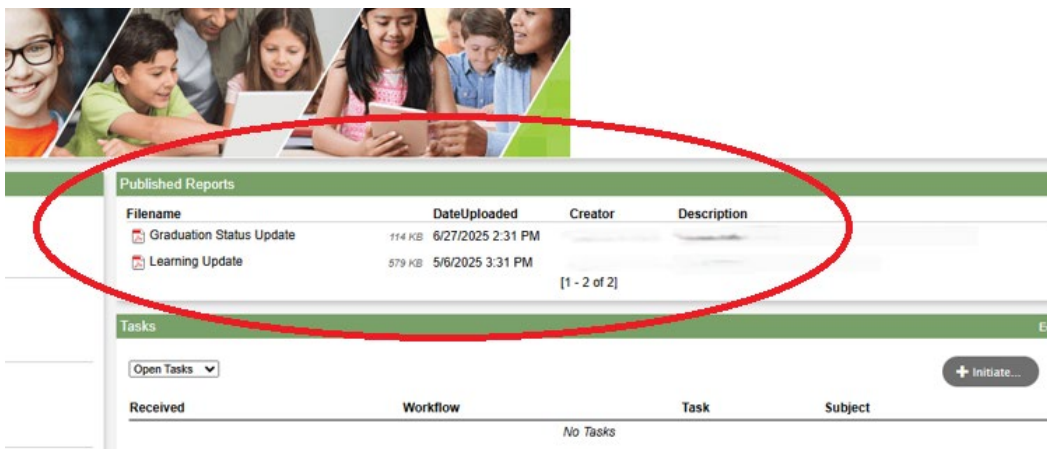 Published Reports
Filename DateUploaded Creator Description
Graduation Status Update 114 KB 6/27/2025 2:31 PM
Learning Update 579 KB 5/6/2025 3:31 PM
[1 - 2 of 2]
Tasks
Open Tasks
Initiate...
Received Workflow Task Subject
No Tasks